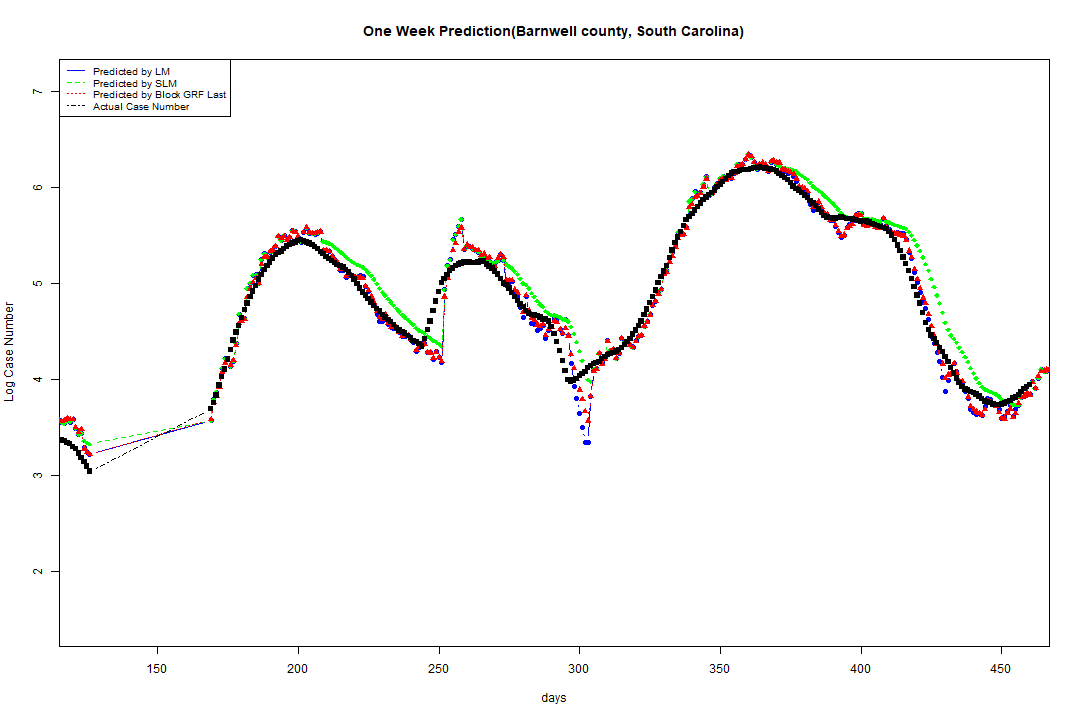 One Week Prediction(Barnwell county, South Carolina)
Predicted by LM
Predicted by SLM
Predicted by Block GRF Last
Actual Case Number
7
6
5
4
3
2
Log Case Number
150 200 250 300 350 400 450
days